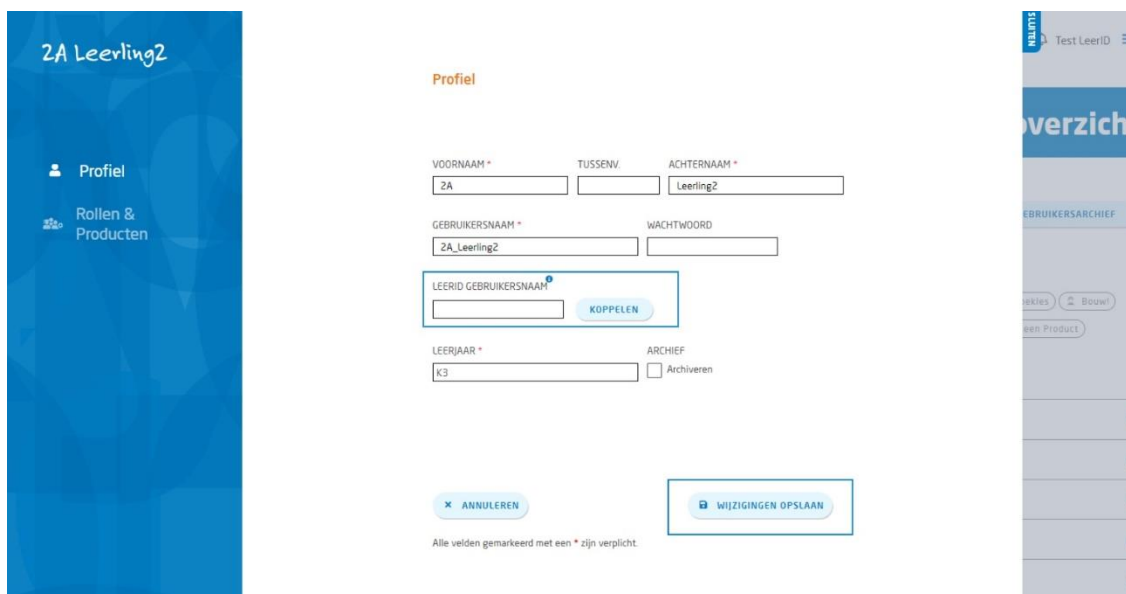 2A Leerling2
Profiel
Rollen &
Producten
Profiel
VOORNAAM *
TUSSENV.
ACHTERNAAM *
2A
Leerling2
GEBRUIKERSNAAM *
WACHTWOORD
2A_Leerling2
LEERID GEBRUIKERSNAAM
KOPPELEN
LEERJAAR *
ARCHIEF
K3
Archiveren
× ANNULEREN
WIJZIGINGEN OPSLAAN
Alle velden gemarkeerd met een * zijn verplicht.
SLUITEN
Test LeerID
overzich
EBRUIKERSARCHIEF
Bouw!
een Product